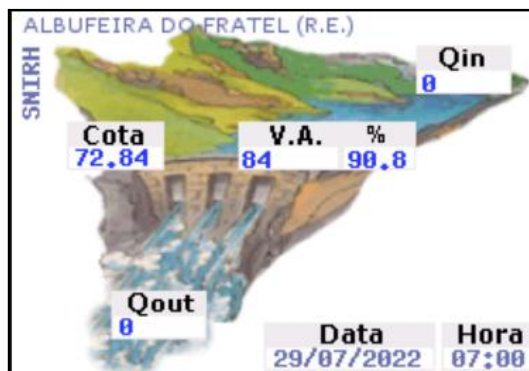 ALBUFEIRA DO FRATEL (R.E.)
SNIRH
Qin
0
Cota
72.84
V.A. %
84 90.8
Qout
0
Data Hora
29/07/2022 07:00